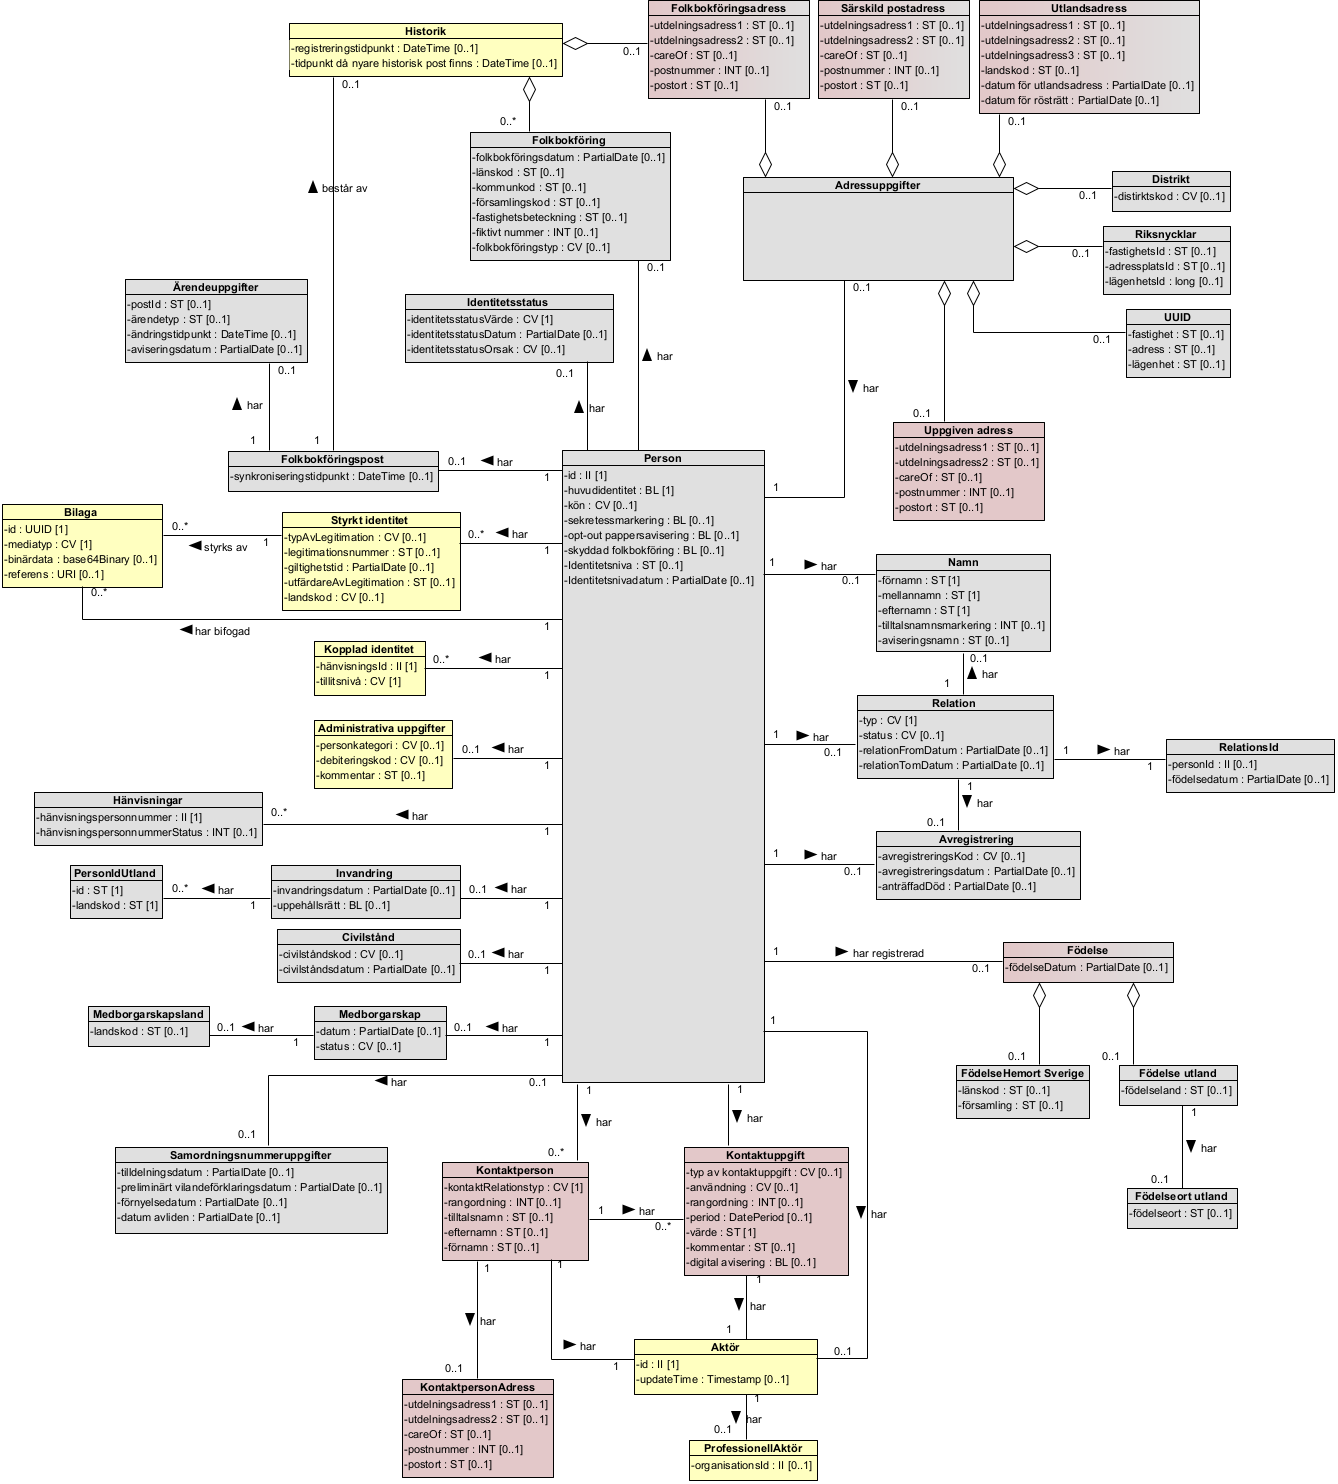 Historik
-registreringstidpunkt : DateTime [0..1]
-tidpunkt då nyare historisk post finns : DateTime [0..1]
0..1
0..1
0..*
Folkbokföringsadress
-utdelningsadress1 : ST [0..1]
-utdelningsadress2 : ST [0..1]
-careOf : ST [0..1]
-postnummer : INT [0..1]
-postort : ST [0..1]
0..1
Särskild postadress
-utdelningsadress1 : ST [0..1]
-utdelningsadress2 : ST [0..1]
-careOf : ST [0..1]
-postnummer : INT [0..1]
-postort : ST [0..1]
0..1
Utlandsadress
-utdelningsadress1 : ST [0..1]
-utdelningsadress2 : ST [0..1]
-utdelningsadress3 : ST [0..1]
-landskod : ST [0..1]
-datum för utlandsadress : PartialDate [0..1]
-datum för rösträtt : PartialDate [0..1]
0..1
Folkbokföring
-folkbokföringsdatum : PartialDate [0..1]
-länskod : ST [0..1]
-kommunkod : ST [0..1]
-församlingskod : ST [0..1]
-fastighetsbeteckning : ST [0..1]
-fiktivt nummer : INT [0..1]
-folkbokföringstyp : CV [0..1]
0..1
består av
Adressuppgifter
0..1
Distrikt
-distirktskod : CV [0..1]
0..1
Riksnycklar
-fastighetsId : ST [0..1]
-adressplatsId : ST [0..1]
-lägenhetsId : long [0..1]
0..1
UUID
-fastighet : ST [0..1]
-adress : ST [0..1]
-lägenhet : ST [0..1]
0..1
Ärendeuppgifter
-postId : ST [0..1]
-ärendetyp : ST [0..1]
-ändringstidpunkt : DateTime [0..1]
-aviseringsdatum : PartialDate [0..1]
0..1
har
1
1
Identitetsstatus
-identitetsstatusVärde : CV [1]
-identitetsstatusDatum : PartialDate [0..1]
-identitetsstatusOrsak : CV [0..1]
0..1
har
har
har
0..1
Uppgiven adress
-utdelningsadress1 : ST [0..1]
-utdelningsadress2 : ST [0..1]
-careOf : ST [0..1]
-postnummer : INT [0..1]
-postort : ST [0..1]
Folkbokföringspost
-synkroniseringstidpunkt : DateTime [0..1]
0..1
har
1
Person
-id : II [1]
-huvudidentitet : BL [1]
-kön : CV [0..1]
-sekretessmarkering : BL [0..1]
-opt-out pappersavisering : BL [0..1]
-skyddad folkbokföring : BL [0..1]
-Identitetsniva : ST [0..1]
-Identitetsnivadatum : PartialDate [0..1]
1
Bilaga
-id : UUID [1]
-mediatyp : CV [1]
-binärdata : base64Binary [0..1]
-referens : URI [0..1]
0..*
styrks av
1
0..*
Styrkt identitet
-typAvLegitimation : CV [0..1]
-legitimationsnummer : ST [0..1]
-giltighetstid : PartialDate [0..1]
-utfärdareAvLegitimation : ST [0..1]
-landskod : CV [0..1]
0..*
har
1
har bifogad
1
1
har
0..1
Namn
-förnamn : ST [1]
-mellannamn : ST [1]
-efternamn : ST [1]
-tilltalsnamnsmarkering : INT [0..1]
-aviseringsnamn : ST [0..1]
0..1
har
1
Kopplad identitet
-hänvisningsId : II [1]
-tillitsnivå : CV [1]
0..*
har
1
Relation
-typ : CV [1]
-status : CV [0..1]
-relationFromDatum : PartialDate [0..1]
-relationTomDatum : PartialDate [0..1]
1
har
0..1
1
har
1
RelationsId
-personId : II [0..1]
-födelsedatum : PartialDate [0..1]
1
har
0..1
Administrativa uppgifter
-personkategori : CV [0..1]
-debiteringskod : CV [0..1]
-kommentar : ST [0..1]
0..1
har
1
Hänvisningar
-hänvisningspersonnummer : II [1]
-hänvisningspersonnummerStatus : INT [0..1]
0..*
har
1
Avregistrering
-avregistreringsKod : CV [0..1]
-avregistreringsdatum : PartialDate [0..1]
-anträffadDöd : PartialDate [0..1]
1
har
0..1
PersonIdUtland
-id : ST [1]
-landskod : ST [1]
0..*
har
1
Invandring
-invandringsdatum : PartialDate [0..1]
-uppehållsrätt : BL [0..1]
0..1
har
1
Civilstånd
-civilståndskod : CV [0..1]
-civilståndsdatum : PartialDate [0..1]
0..1
har
1
1
har registrerad
0..1
Födelse
-födelseDatum : PartialDate [0..1]
Medborgarskapsland
-landskod : ST [0..1]
0..1
har
1
Medborgarskap
-datum : PartialDate [0..1]
-status : CV [0..1]
0..1
har
1
1
har
0..1
0..1
0..1
0..1
FödelseHemort Sverige
-länskod : ST [0..1]
-församling : ST [0..1]
Födelse utland
-födelseland : ST [0..1]
1
har
0..1
Födelseort utland
-födelseort : ST [0..1]
Samordningsnummeruppgifter
-tilldelningsdatum : PartialDate [0..1]
-preliminärt vilandeförklaringsdatum : PartialDate [0..1]
-förnyelsedatum : PartialDate [0..1]
-datum avliden : PartialDate [0..1]
1
har
0..*
1
har
Kontaktperson
-kontaktRelationstyp : CV [1]
-rangordning : INT [0..1]
-tilltalsnamn : ST [0..1]
-efternamn : ST [0..1]
-förnamn : ST [0..1]
1
har
0..*
Kontaktuppgift
-typ av kontaktuppgift : CV [0..1]
-användning : CV [0..1]
-rangordning : INT [0..1]
-period : DatePeriod [0..1]
-värde : ST [1]
-kommentar : ST [0..1]
-digital avisering : BL [0..1]
har
1
1
1
har
har
1
har
1
0..1
0..1
Aktör
-id : II [1]
-updateTime : Timestamp [0..1]
KontaktpersonAdress
-utdelningsadress1 : ST [0..1]
-utdelningsadress2 : ST [0..1]
-careOf : ST [0..1]
-postnummer : INT [0..1]
-postort : ST [0..1]
1
har
0..1
ProfessionellAktör
-organisationsId : II [0..1]